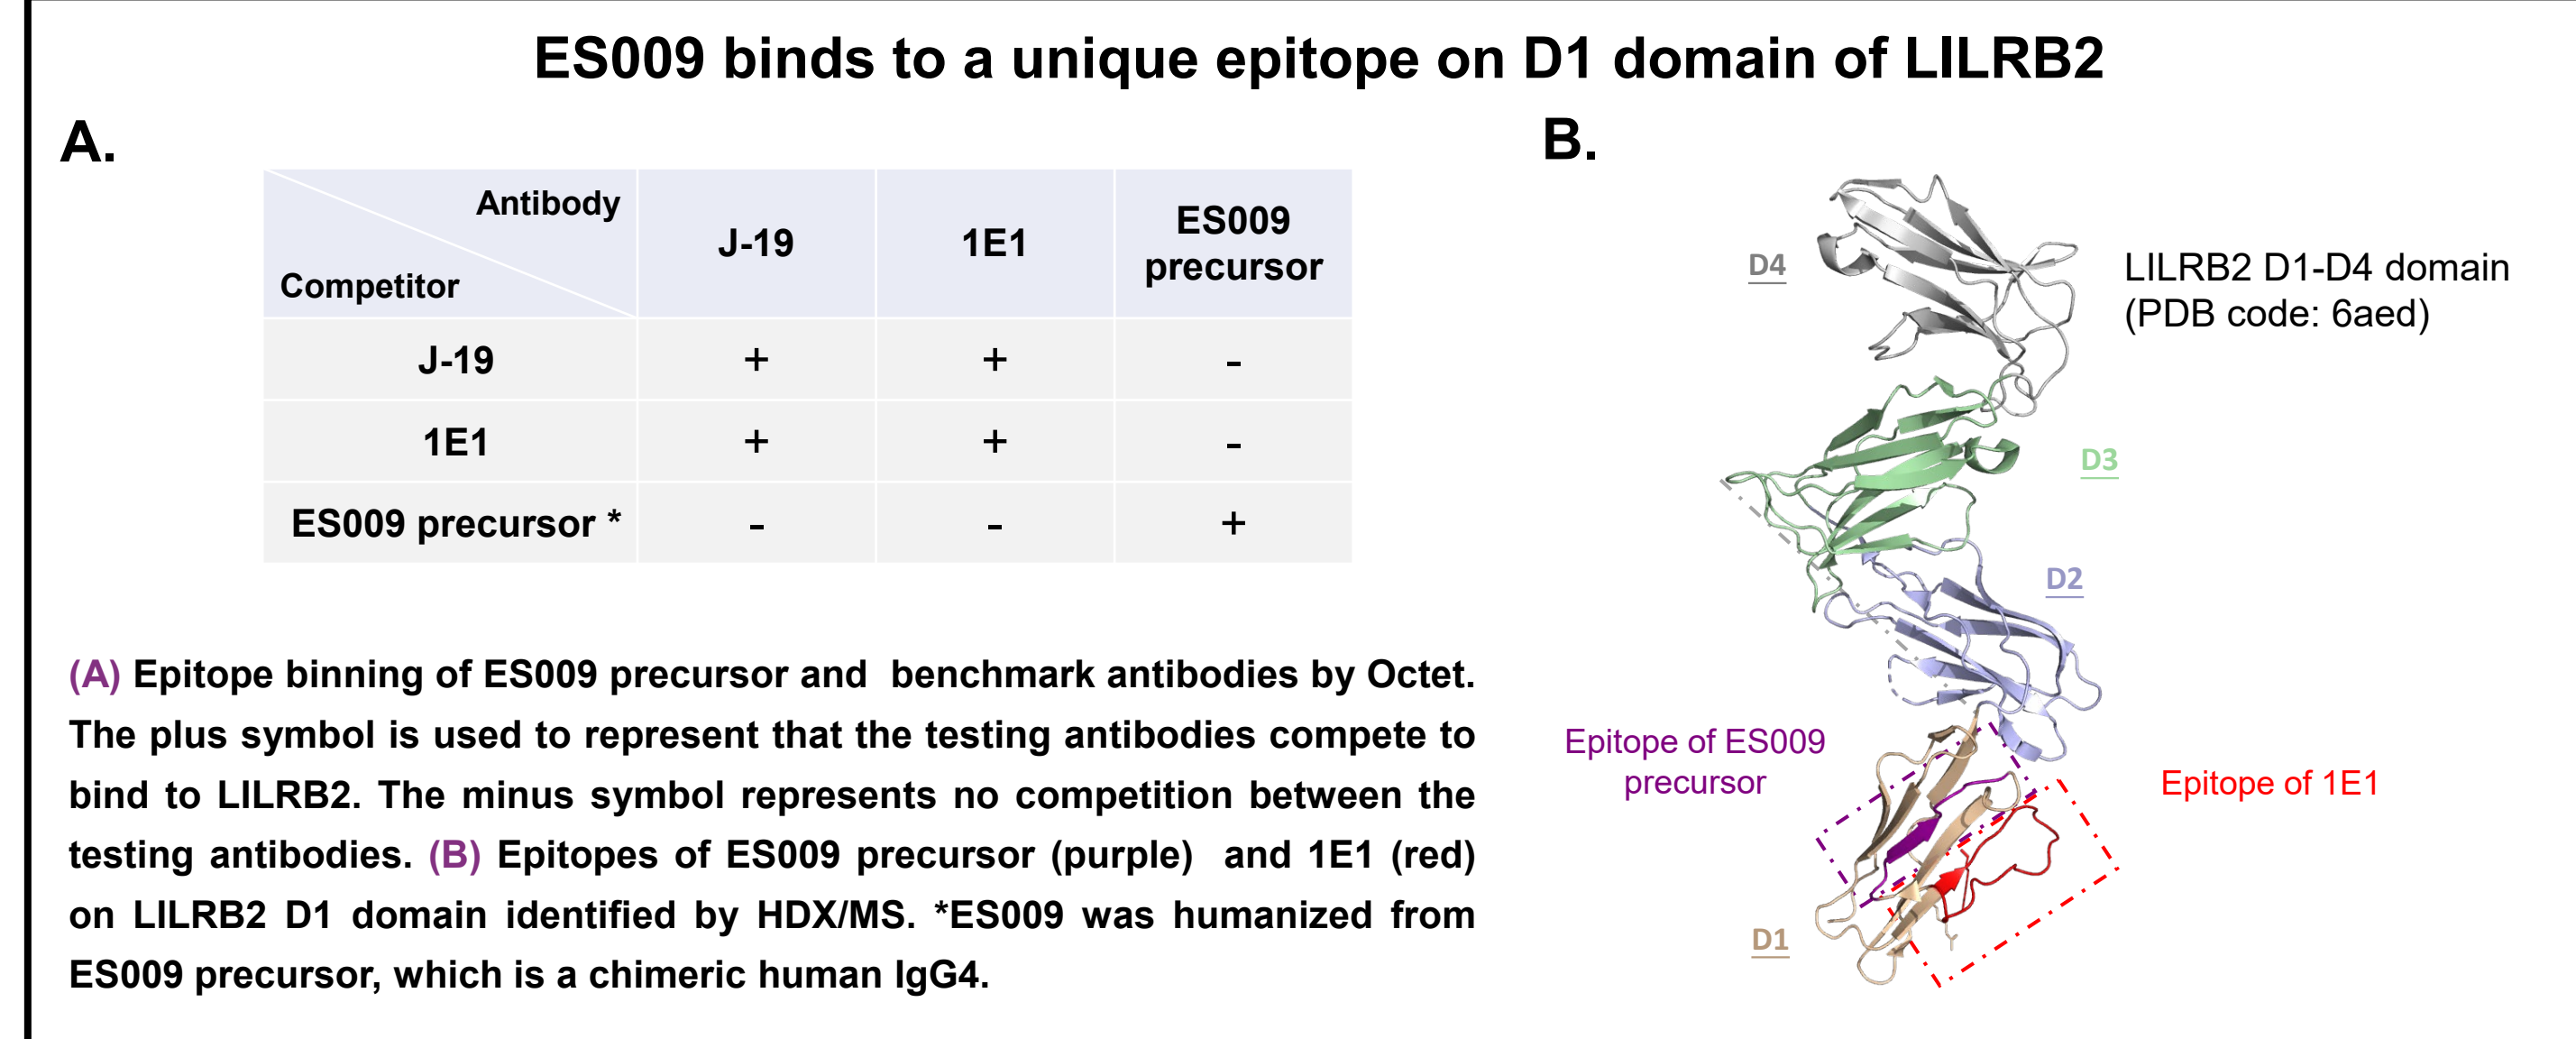 ES009 binds to a unique epitope on D1 domain of LILRB2
A.
Antibody
Competitor
J-19
1E1
ES009
precursor
J-19 + + -
1E1 + + -
ES009 precursor * - - +
(A) Epitope binning of ES009 precursor and benchmark antibodies by Octet.
The plus symbol is used to represent that the testing antibodies compete to
bind to LILRB2. The minus symbol represents no competition between the
testing antibodies. (B) Epitopes of ES009 precursor (purple) and 1E1 (red)
on LILRB2 D1 domain identified by HDX/MS. *ES009 was humanized from
ES009 precursor, which is a chimeric human IgG4.
B.
D4
LILRB2 D1-D4 domain
(PDB code: 6aed)
D3
D2
Epitope of ES009
precursor
Epitope of 1E1
D1